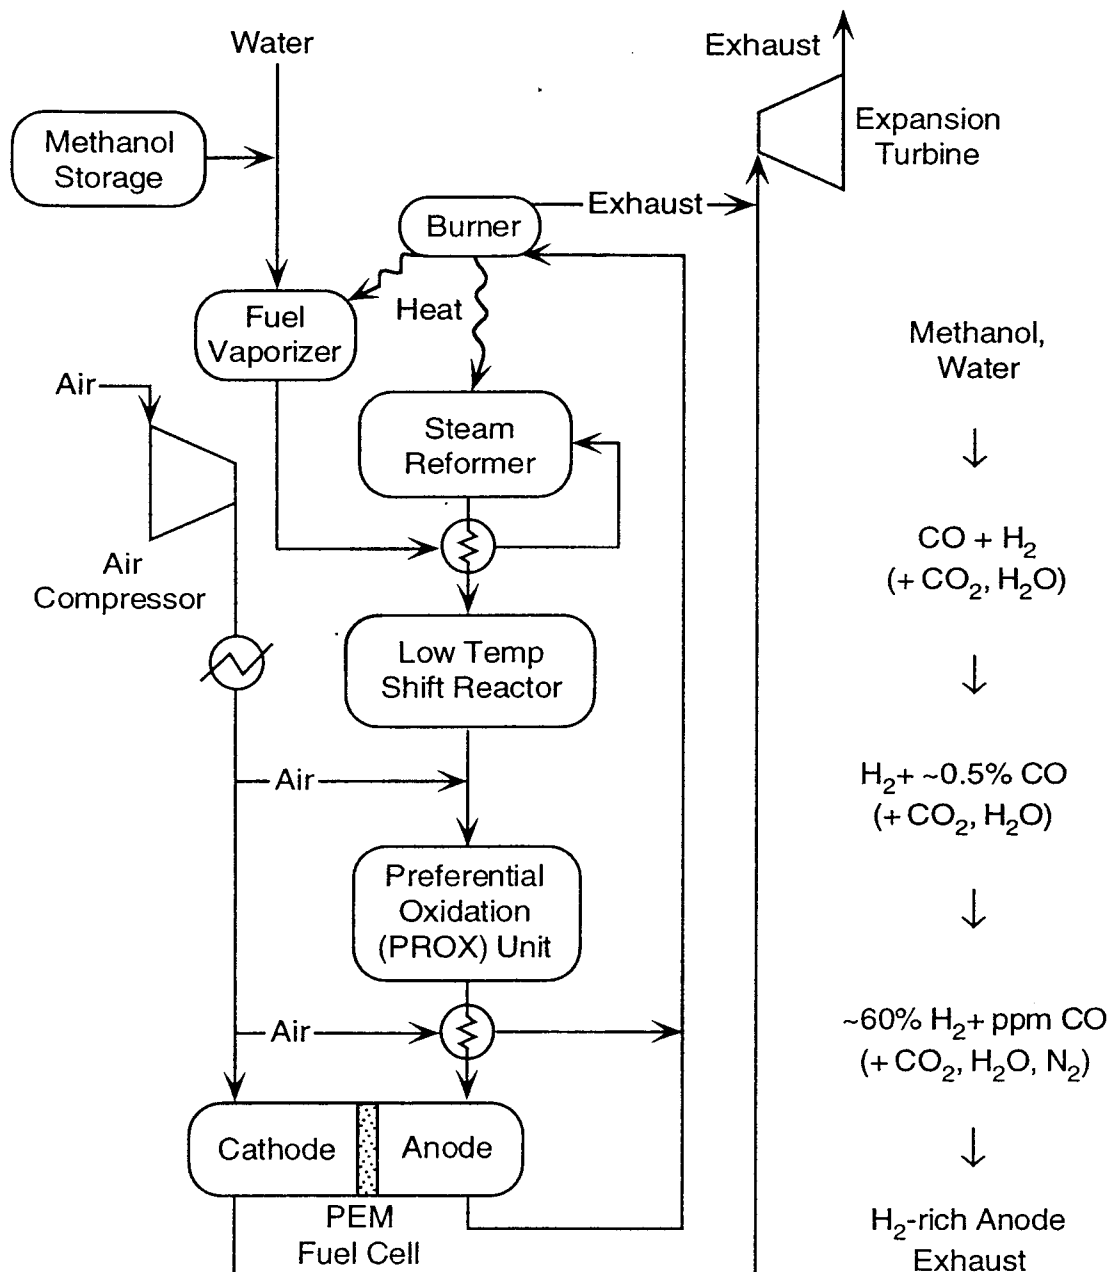 Water
Exhaust
Methanol
Storage
Expansion
Turbine
Burner
Exhaust
Heat
Fuel
Vaporizer
Methanol,
Water
Air
Steam
Reformer
CO + H₂
(+ CO₂, H₂O)
Air
Compressor
Low Temp
Shift Reactor
Air
H₂+ ~0.5% CO
(+ CO₂, H₂O)
Preferential
Oxidation
(PROX) Unit
Air
~60% H₂+ ppm CO
(+ CO₂, H₂O, N₂)
Cathode
Anode
PEM
Fuel Cell
H₂-rich Anode
Exhaust